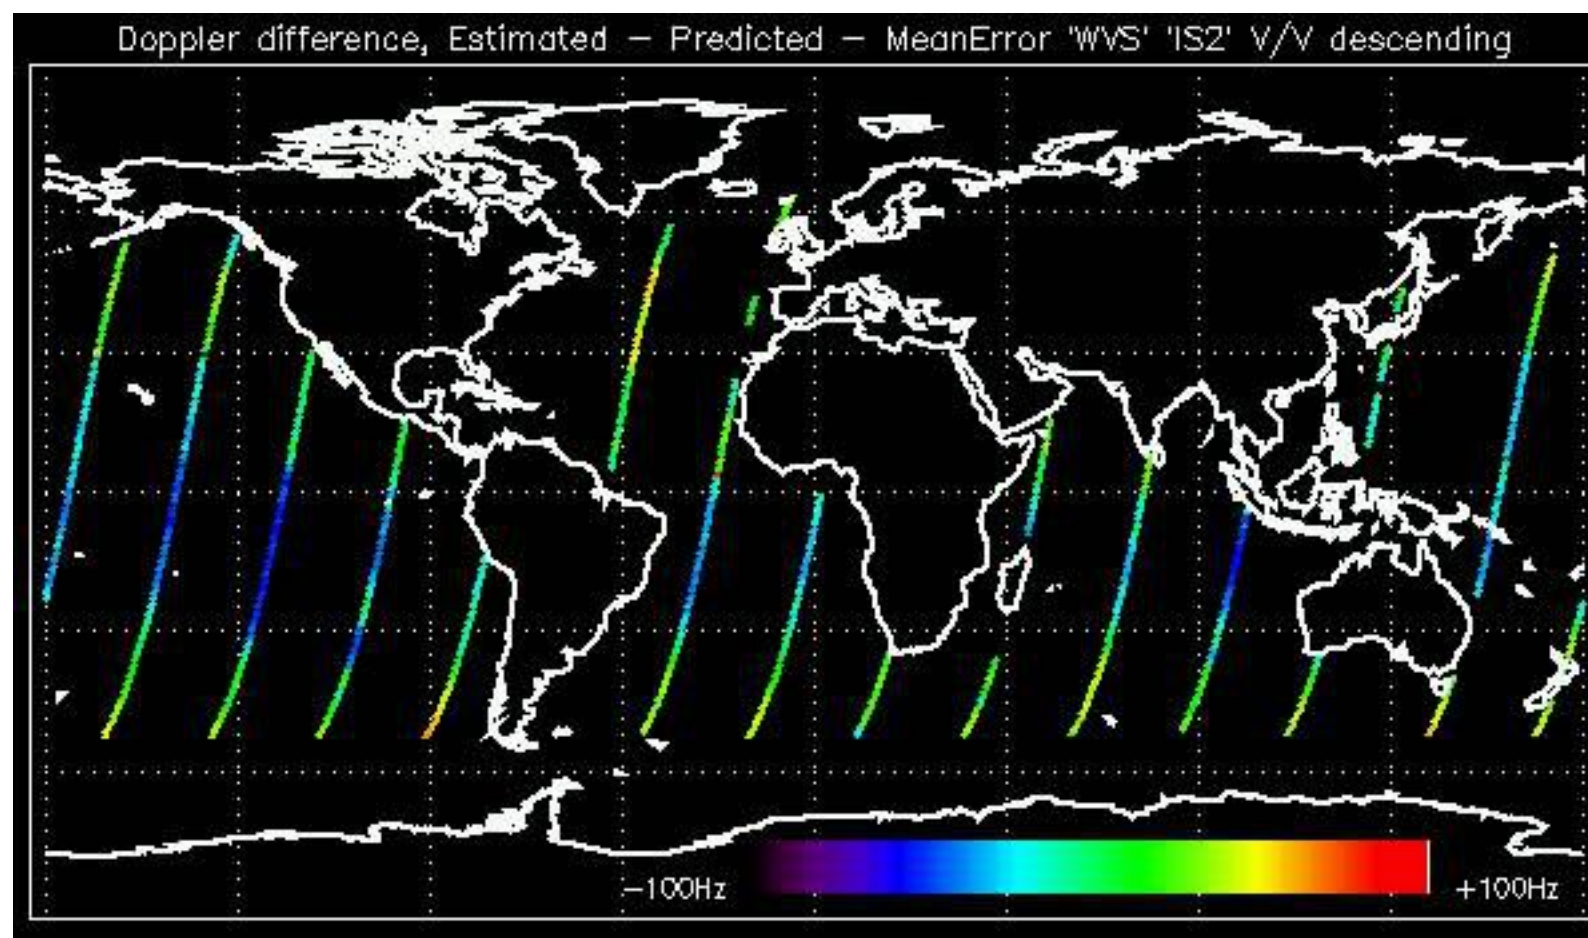 Doppler difference, Estimated – Predicted – MeanError 'WVS' 'IS2' V/V descending
-100Hz +100Hz